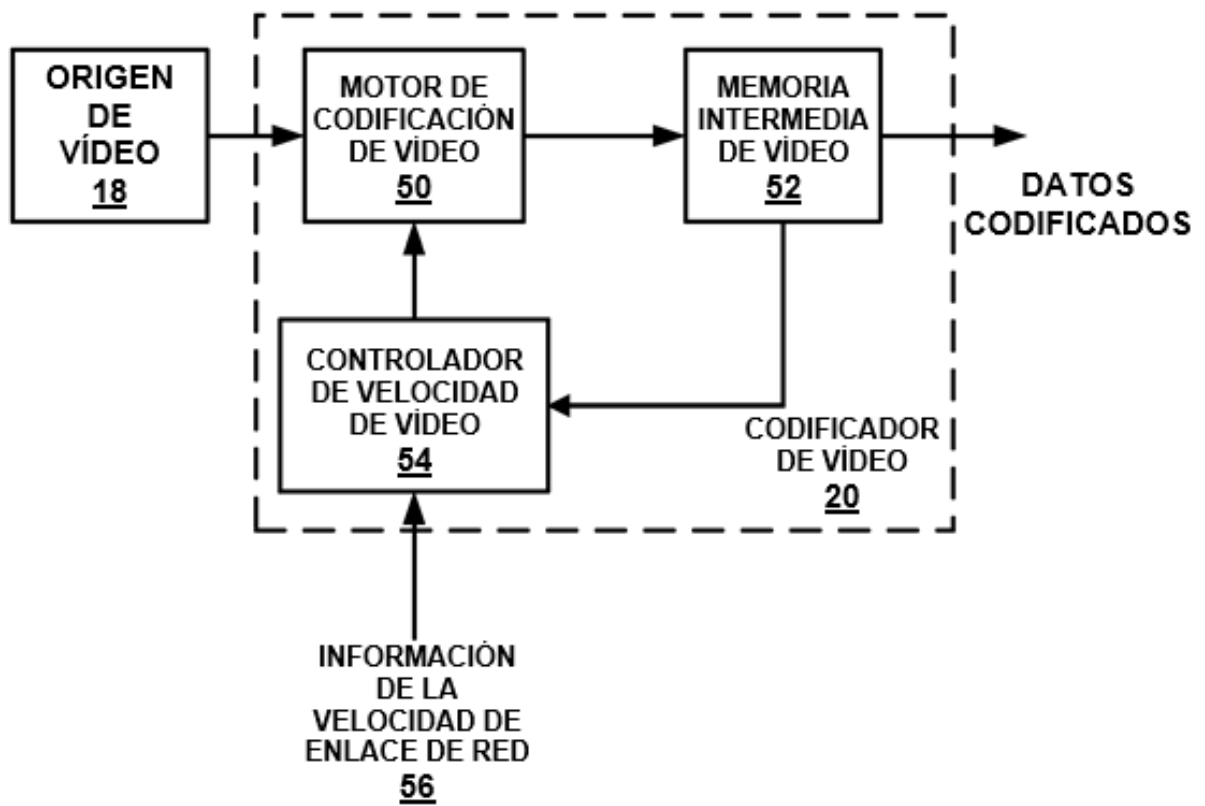 ORIGEN
DE
VÍDEO
18
MOTOR DE
CODIFICACIÓN
DE VÍDEO
50
MEMORIA
INTERMEDIA
DE VÍDEO
52
DATOS
CODIFICADOS
CONTROLADOR
DE VELOCIDAD
DE VÍDEO
54
CODIFICADOR
DE VÍDEO
20
INFORMACIÓN
DE LA
VELOCIDAD DE
ENLACE DE RED
56